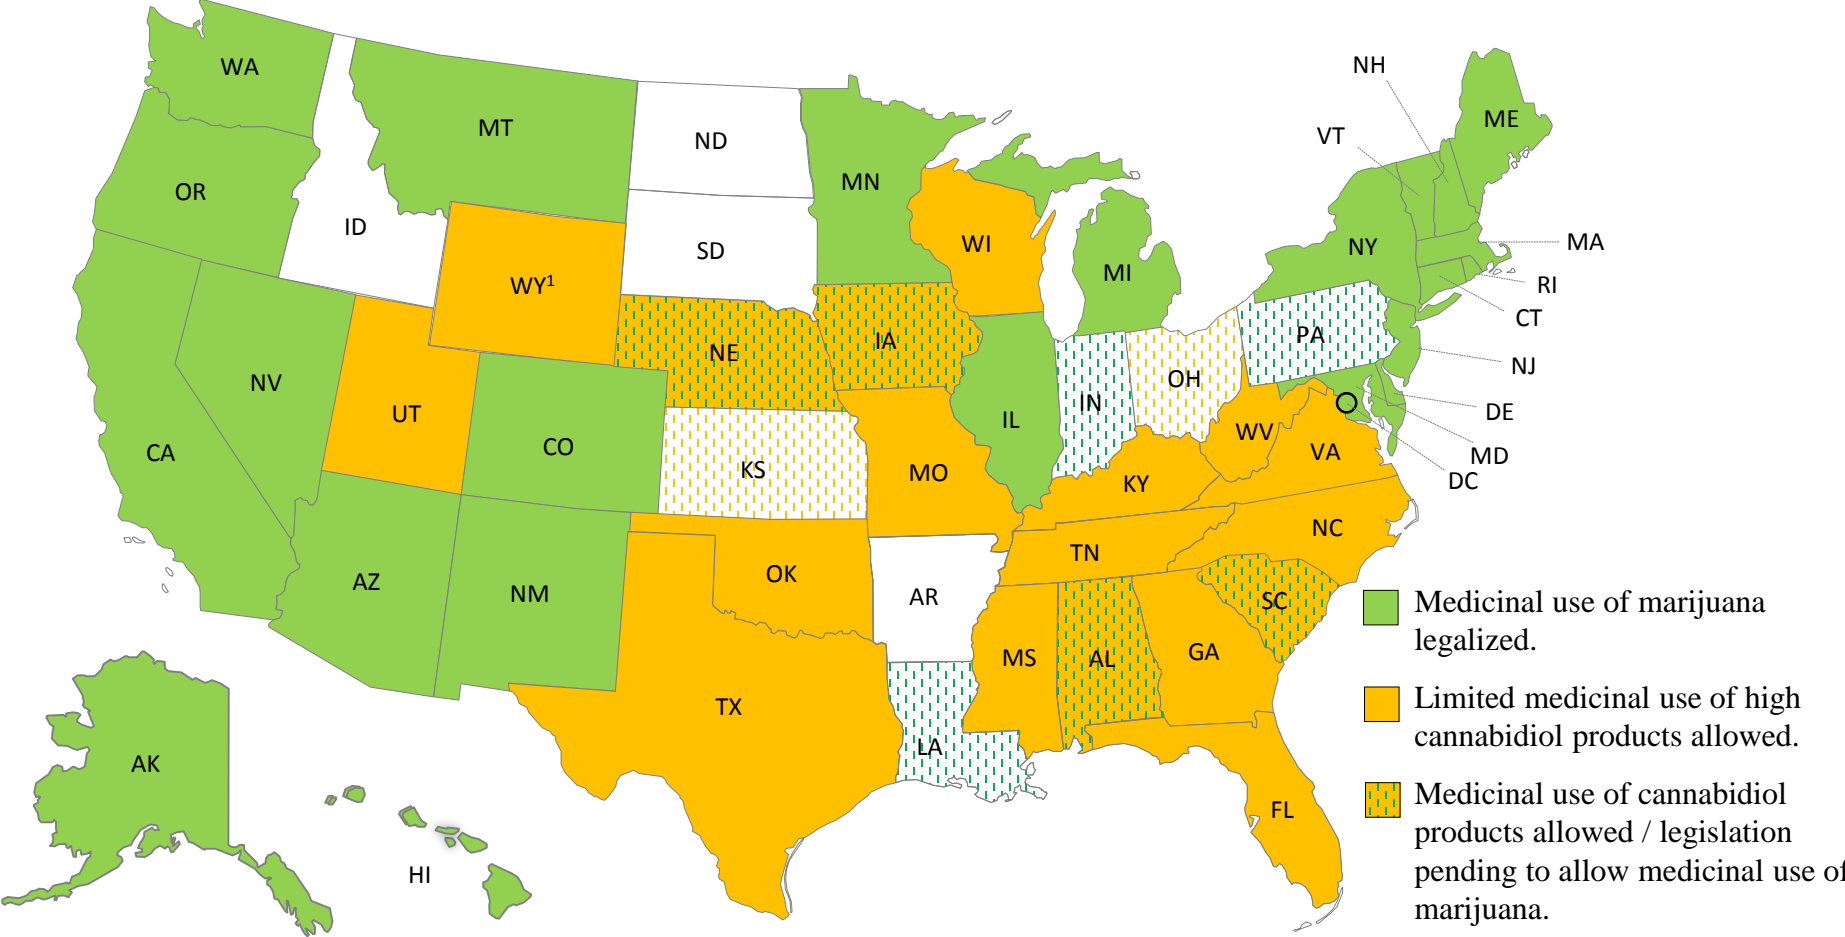 WA
MT
ND
MN
OR
ID
SD
WI
WY¹
MI
NH
VT
ME
NY
MA
RI
CT
NJ
DE
MD
DC
NV
UT
CO
NE
IA
KS
MO
IL
IN
OH
PA
WV
VA
KY
CA
AZ
NM
OK
AR
TN
NC
SC
MS
AL
GA
TX
LA
FL
AK
HI
Medicinal use of marijuana
legalized.
Limited medicinal use of high
cannabidiol products allowed.
Medicinal use of cannabidiol
products allowed / legislation
pending to allow medicinal use of
marijuana.